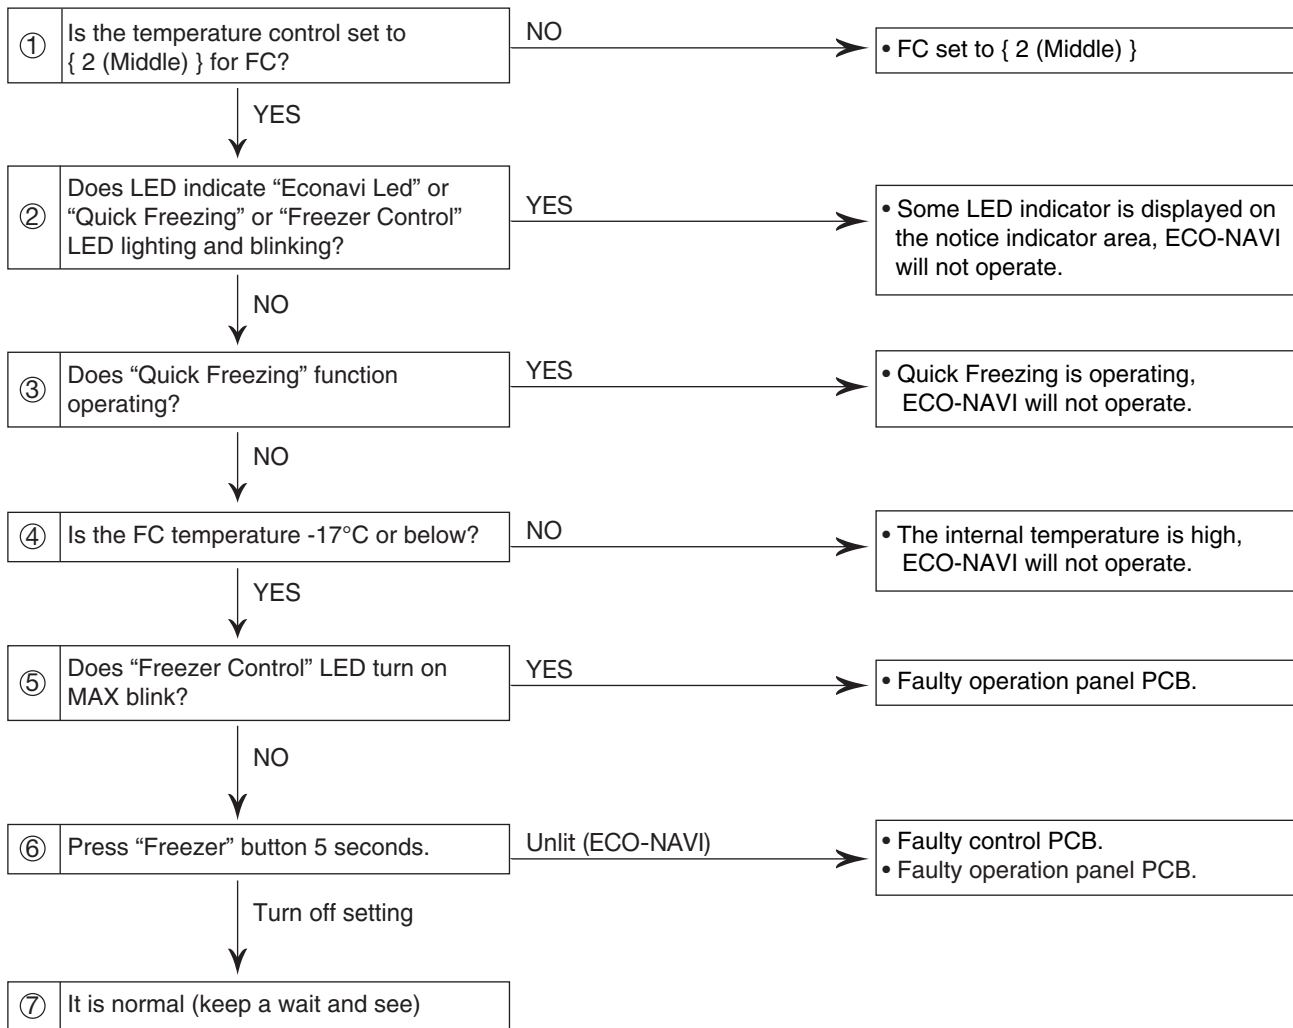 ① Is the temperature control set to
{ 2 (Middle) } for FC?
NO
• FC set to { 2 (Middle) }
YES
② Does LED indicate “Econavi Led” or
“Quick Freezing” or “Freezer Control”
LED lighting and blinking?
YES
• Some LED indicator is displayed on
the notice indicator area, ECO-NAVI
will not operate.
NO
③ Does “Quick Freezing” function
operating?
YES
• Quick Freezing is operating,
ECO-NAVI will not operate.
NO
④ Is the FC temperature -17°C or below?
NO
• The internal temperature is high,
ECO-NAVI will not operate.
YES
⑤ Does “Freezer Control” LED turn on
MAX blink?
YES
• Faulty operation panel PCB.
NO
⑥ Press “Freezer” button 5 seconds.
Unlit (ECO-NAVI)
• Faulty control PCB.
• Faulty operation panel PCB.
Turn off setting
⑦ It is normal (keep a wait and see)